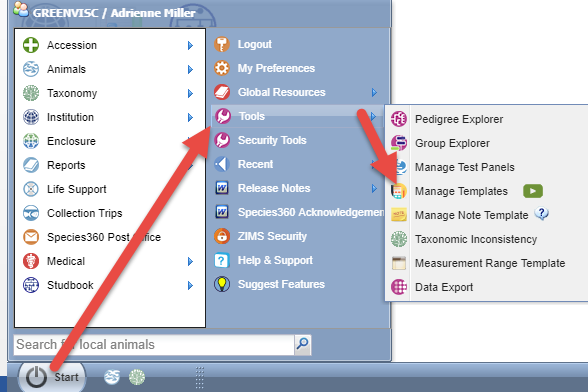 GREENVISC / Adrienne Miller
Accession
Animals
Taxonomy
Institution
Enclosure
Reports
Life Support
Collection Trips
Species360 Post Office
Medical
Studbook
Logout
My Preferences
Global Resources
Tools
Security Tools
Recent
Release Notes
Species360 Acknowledgemen
ZIMS Security
Help & Support
Suggest Features
Pedigree Explorer
Group Explorer
Manage Test Panels
Manage Templates
Manage Note Template
Taxonomic Inconsistency
Measurement Range Template
Data Export
Search for local animals
Start